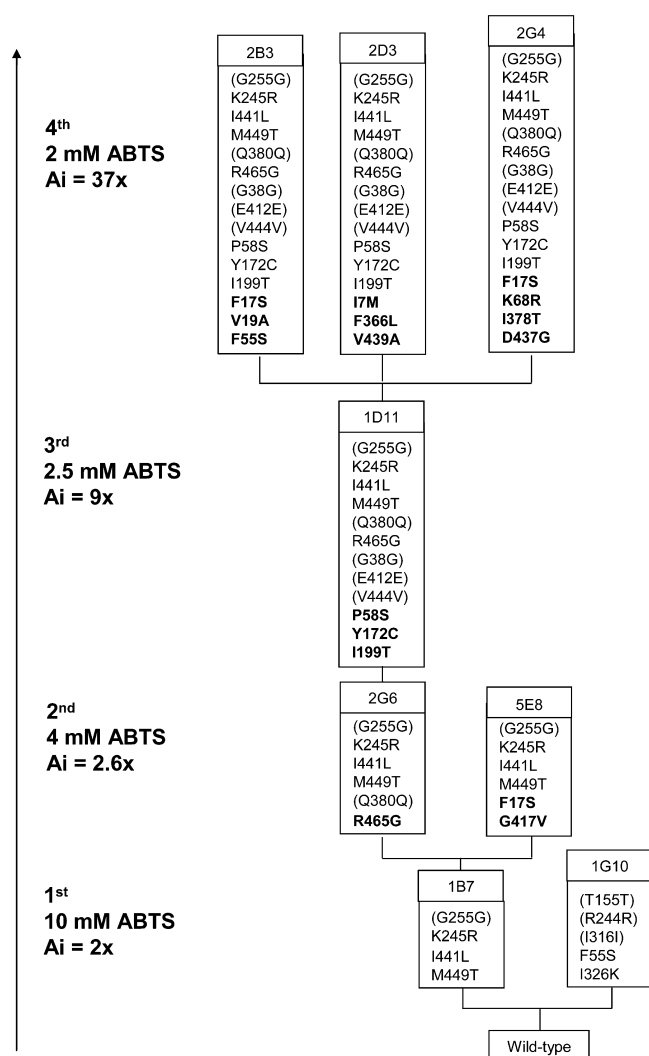 2B3
(G255G)
K245R
I441L
M449T
(Q380Q)
R465G
(G38G)
(E412E)
(V444V)
P58S
Y172C
I199T
F17S
V19A
F55S
2D3
(G255G)
K245R
I441L
M449T
(Q380Q)
R465G
(G38G)
(E412E)
(V444V)
P58S
Y172C
I199T
I7M
F366L
V439A
2G4
(G255G)
K245R
I441L
M449T
(Q380Q)
R465G
(G38G)
(E412E)
(V444V)
P58S
Y172C
I199T
F17S
K68R
I378T
D437G
4th
2 mM ABTS
Ai = 37x
1D11
(G255G)
K245R
I441L
M449T
(Q380Q)
R465G
(G38G)
(E412E)
(V444V)
P58S
Y172C
I199T
3rd
2.5 mM ABTS
Ai = 9x
2G6
(G255G)
K245R
I441L
M449T
(Q380Q)
R465G
5E8
(G255G)
K245R
I441L
M449T
F17S
G417V
2nd
4 mM ABTS
Ai = 2.6x
1B7
(G255G)
K245R
I441L
M449T
1G10
(T155T)
(R244R)
(I316I)
F55S
I326K
1st
10 mM ABTS
Ai = 2x
Wild-type